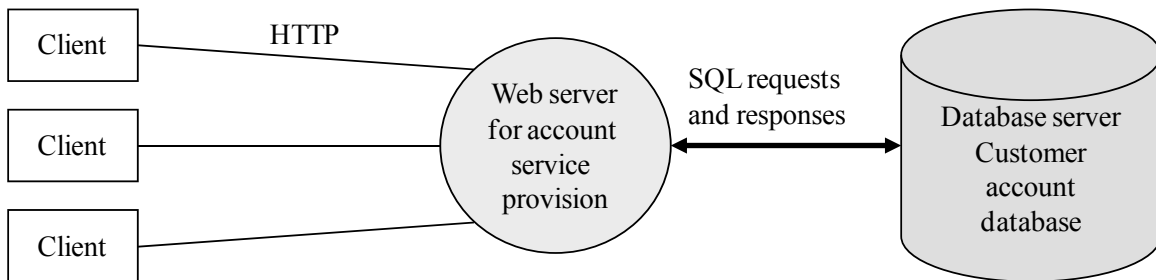 Client
HTTP
Client
Client
Web server
for account
service
provision
SQL requests
and responses
Database server
Customer
account
database